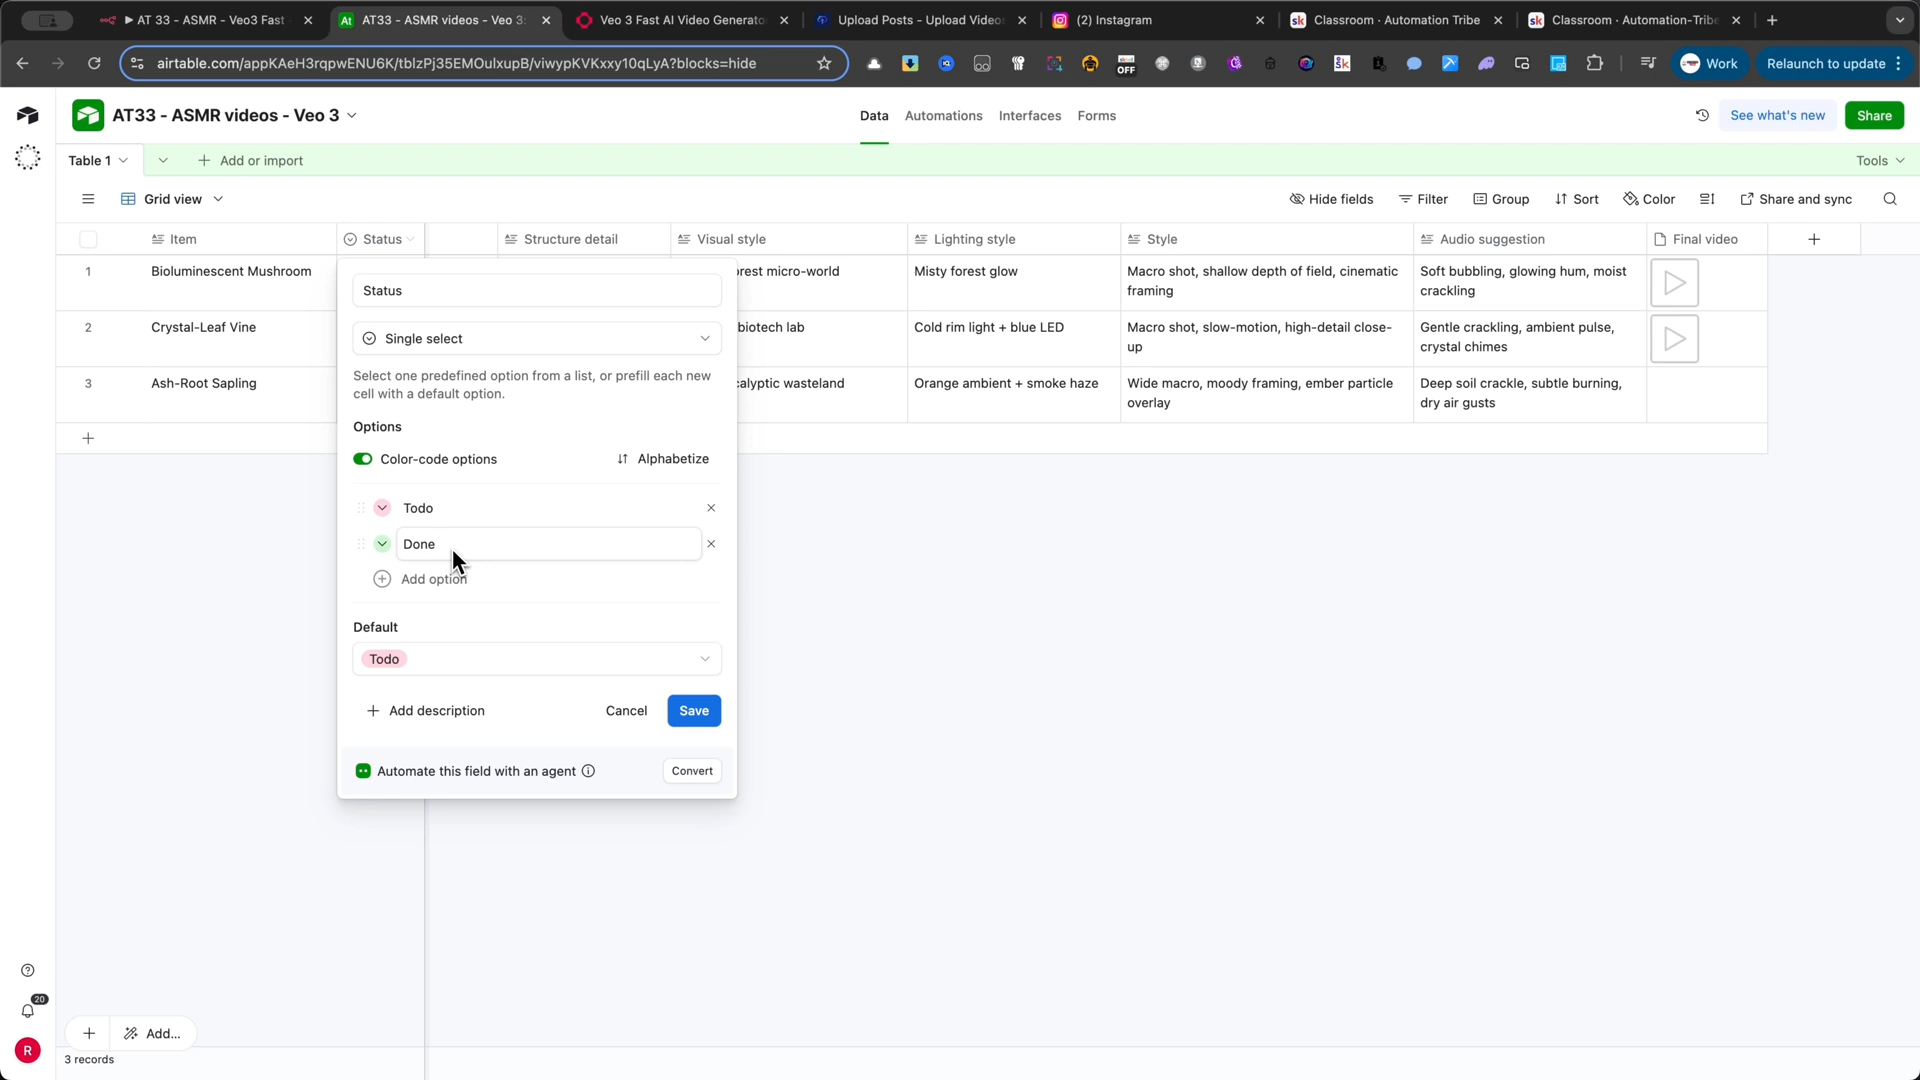 AT 33 - ASMR - Veo3 Fast
AT33 - ASMR videos - Veo 3
Veo 3 Fast AI Video Generato
Upload Posts - Upload Video
(2) Instagram
Classroom · Automation Tribe
Classroom · Automation-Tribe
airtable.com/appKAeH3rqpwENU6K/tblzPj35EMOulxupB/viwypKVKxxy10qLyA?blocks=hide
OFF
Work
Relaunch to update
AT33 - ASMR videos - Veo 3
Data
Automations
Interfaces
Forms
See what's new
Share
Table 1
Add or import
Tools
Grid view
Hide fields
Filter
Group
Sort
Color
Share and sync
Item
Status
Structure detail
Visual style
Lighting style
Style
Audio suggestion
Final video
1
Bioluminescent Mushroom
orest micro-world
Misty forest glow
Macro shot, shallow depth of field, cinematic
framing
Soft bubbling, glowing hum, moist
crackling
2
Crystal-Leaf Vine
biotech lab
Cold rim light + blue LED
Macro shot, slow-motion, high-detail close-
up
Gentle crackling, ambient pulse,
crystal chimes
3
Ash-Root Sapling
calyptic wasteland
Orange ambient + smoke haze
Wide macro, moody framing, ember particle
overlay
Deep soil crackle, subtle burning,
dry air gusts
Status
Single select
Select one predefined option from a list, or prefill each new
cell with a default option.
Options
Color-code options
Alphabetize
Todo
Done
Add option
Default
Todo
Add description
Cancel
Save
Automate this field with an agent
Convert
20
R
Add...
3 records